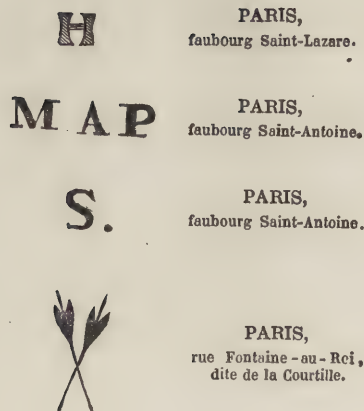 H
PARIS,
faubourg Saint-Lazare.
MAP
PARIS,
faubourg Saint-Antoine.
S.
PARIS,
faubourg Saint-Antoine.
PARIS,
rue Fontaine-au-Roi,
dite de la Courtille.